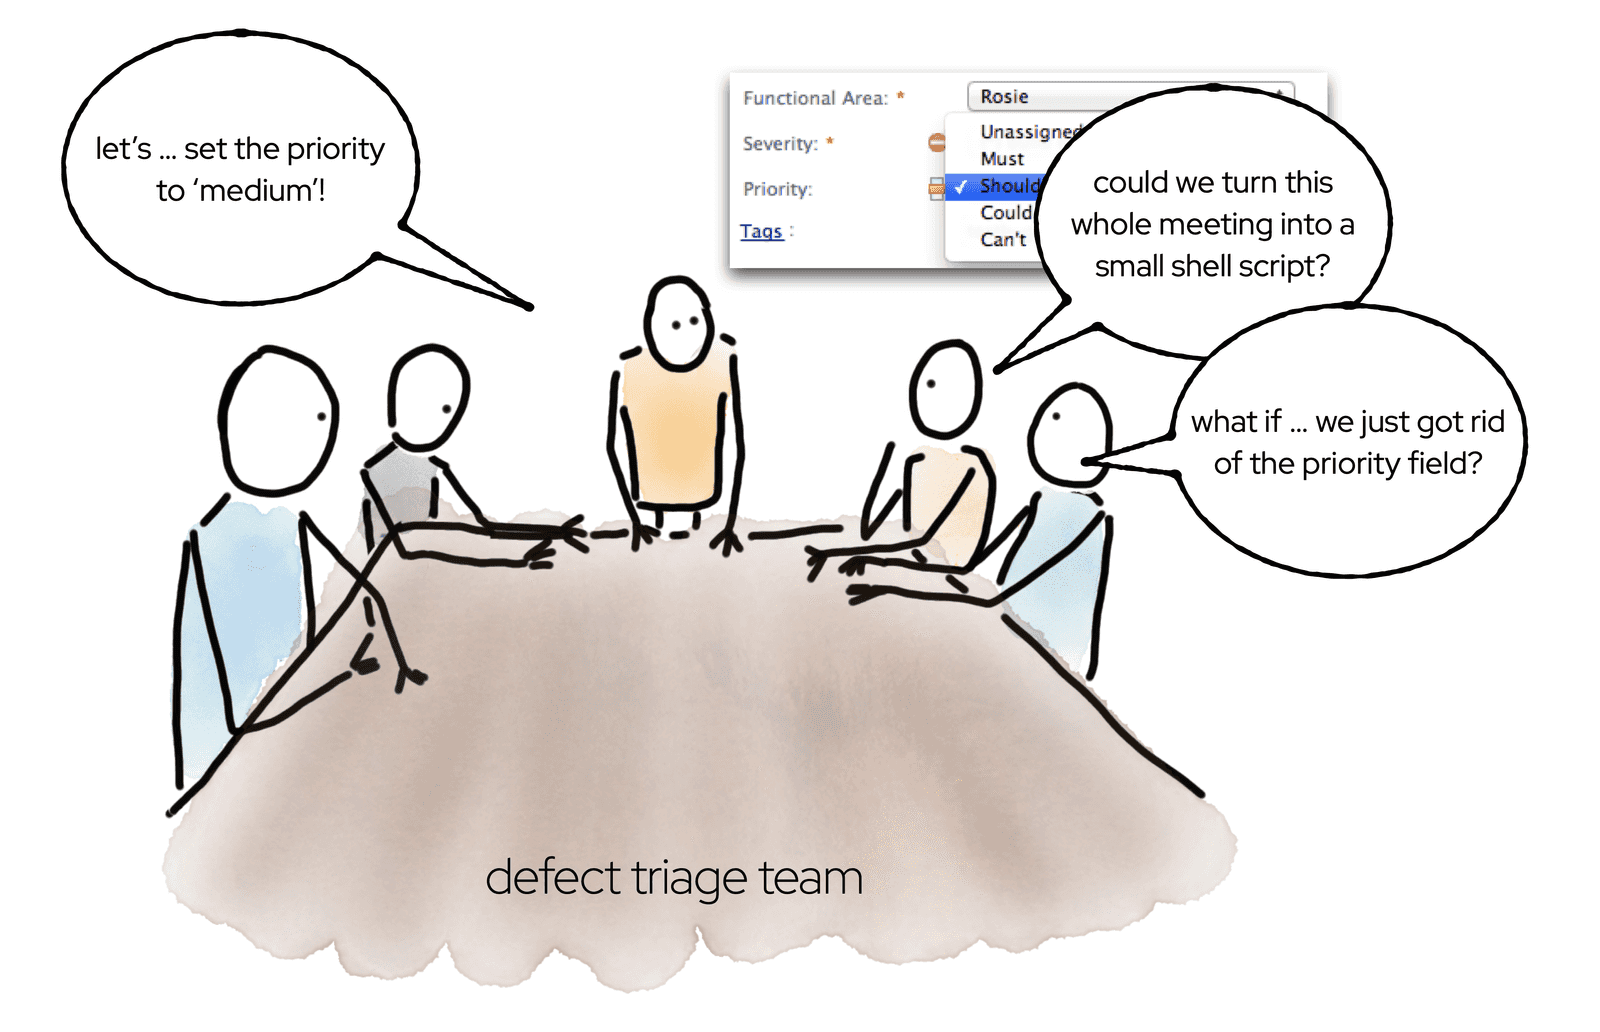 let's ... set the priority
to 'medium'!
Functional Area: *
Rosie
Severity: *
Priority:
Tags :
Unassigned
Must
✓ Should
Could
Can't
could we turn this
whole meeting into a
small shell script?
what if ... we just got rid
of the priority field?
defect triage team